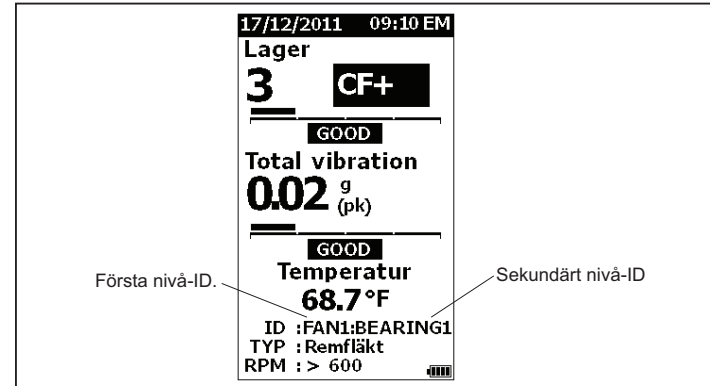 17/12/2011 09:10 EM
Lager
3 CF+
GOOD
Total vibration
0.02 g (pk)
GOOD
Temperatur
68.7°F
Första nivå-ID.
Sekundärt nivå-ID
ID :FAN1:BEARING1
TYP :Remfläkt
RPM :> 600